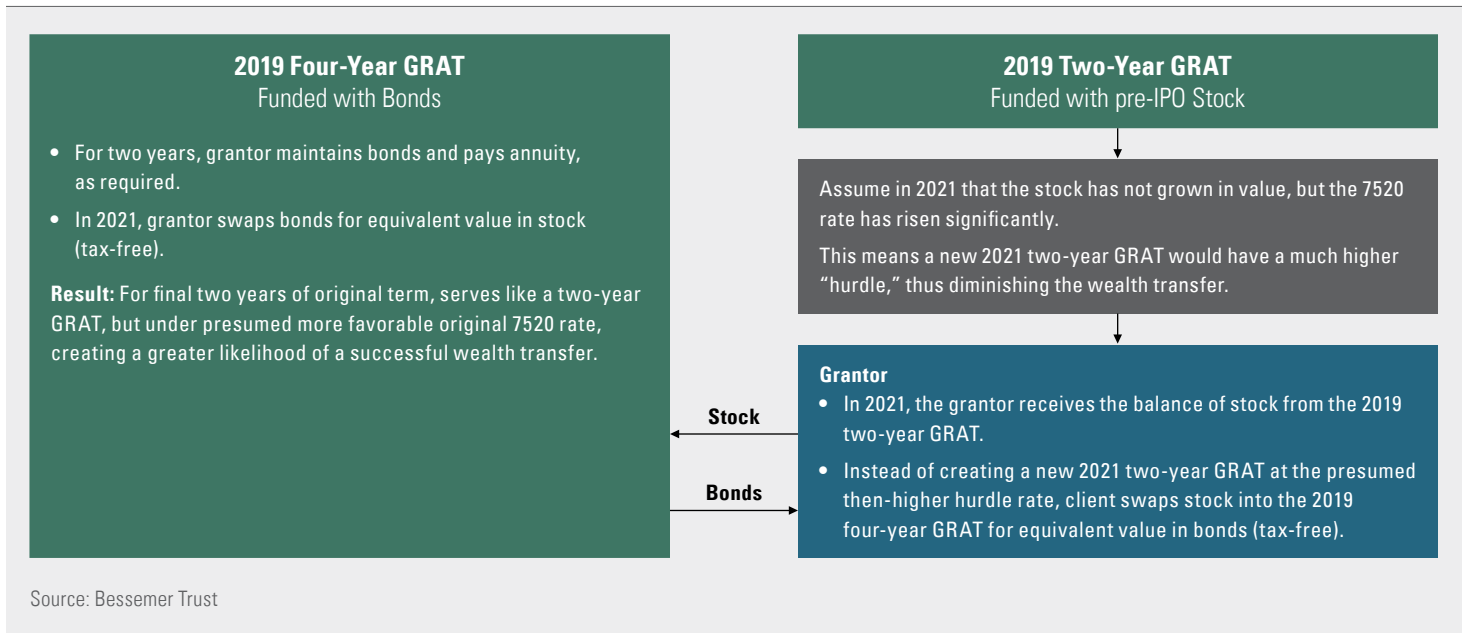 2019 Four-Year GRAT
Funded with Bonds
• For two years, grantor maintains bonds and pays annuity,
as required.
• In 2021, grantor swaps bonds for equivalent value in stock
(tax-free).
Result: For final two years of original term, serves like a two-year
GRAT, but under presumed more favorable original 7520 rate,
creating a greater likelihood of a successful wealth transfer.
2019 Two-Year GRAT
Funded with pre-IPO Stock
Assume in 2021 that the stock has not grown in value, but the 7520
rate has risen significantly.
This means a new 2021 two-year GRAT would have a much higher
“hurdle,” thus diminishing the wealth transfer.
Grantor
• In 2021, the grantor receives the balance of stock from the 2019
two-year GRAT.
• Instead of creating a new 2021 two-year GRAT at the presumed
then-higher hurdle rate, client swaps stock into the 2019
four-year GRAT for equivalent value in bonds (tax-free).
Stock
Bonds
Source: Bessemer Trust